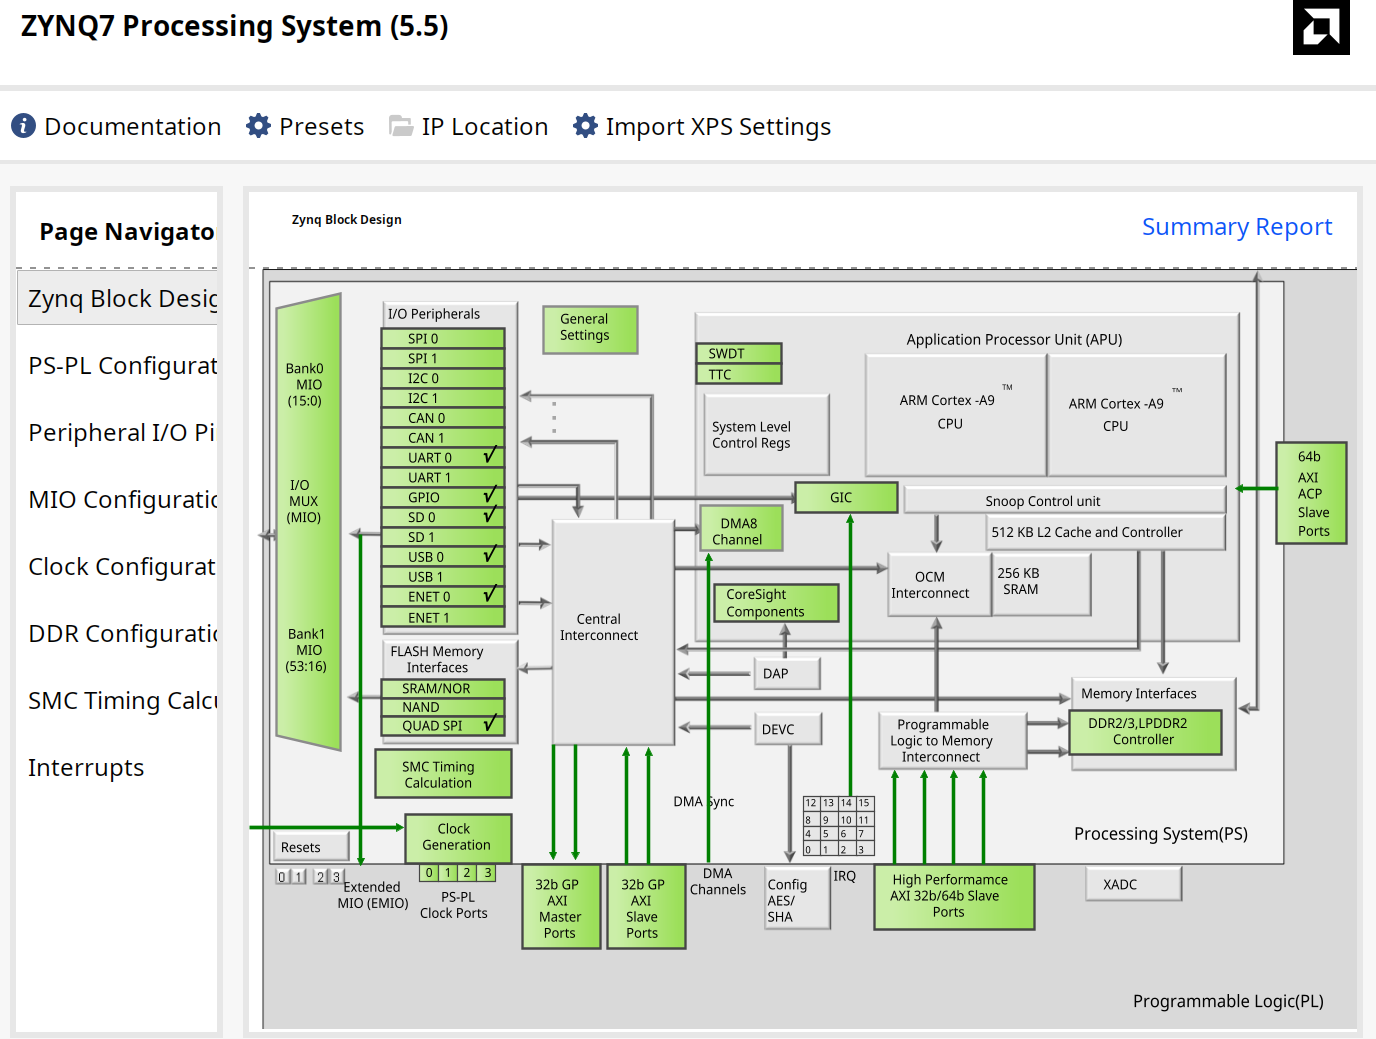 ZYNQ7 Processing System (5.5)
Documentation
Presets
IP Location
Import XPS Settings
Page Navigato
Zynq Block Desig
PS-PL Configurat
Peripheral I/O Pi
MIO Configuratic
Clock Configurat
DDR Configuratic
SMC Timing Calcu
Interrupts
Zynq Block Design
Summary Report
Bank0
MIO
(15:0)
I/O
MUX
(MIO)
Bank1
MIO
(53:16)
I/O Peripherals
SPI 0
SPI 1
I2C 0
I2C 1
CAN 0
CAN 1
UART 0 √
UART 1
GPIO √
SD 0 √
SD 1
USB 0 √
USB 1
ENET 0 √
ENET 1
FLASH Memory
Interfaces
SRAM/NOR
NAND
QUAD SPI √
SMC Timing
Calculation
Clock
Generation
0 1 2 3
PS-PL
Clock Ports
Resets
0 1 2 3
Extended
MIO (EMIO)
General
Settings
Central
Interconnect
32b GP
AXI
Master
Ports
32b GP
AXI
Slave
Ports
DMA Sync
DMA
Channels
Application Processor Unit (APU)
SWDT
TTC
System Level
Control Regs
ARM Cortex -A9 ™
CPU
ARM Cortex -A9 ™
CPU
GIC
Snoop Control unit
512 KB L2 Cache and Controller
DMA8
Channel
OCM
Interconnect
256 KB
SRAM
CoreSight
Components
DAP
DEVC
Config
AES/
SHA
12 13 14 15
8 9 10 11
4 5 6 7
0 1 2 3
IRQ
Programmable
Logic to Memory
Interconnect
Memory Interfaces
DDR2/3,LPDDR2
Controller
High Performamce
AXI 32b/64b Slave
Ports
64b
AXI
ACP
Slave
Ports
Processing System(PS)
XADC
Programmable Logic(PL)